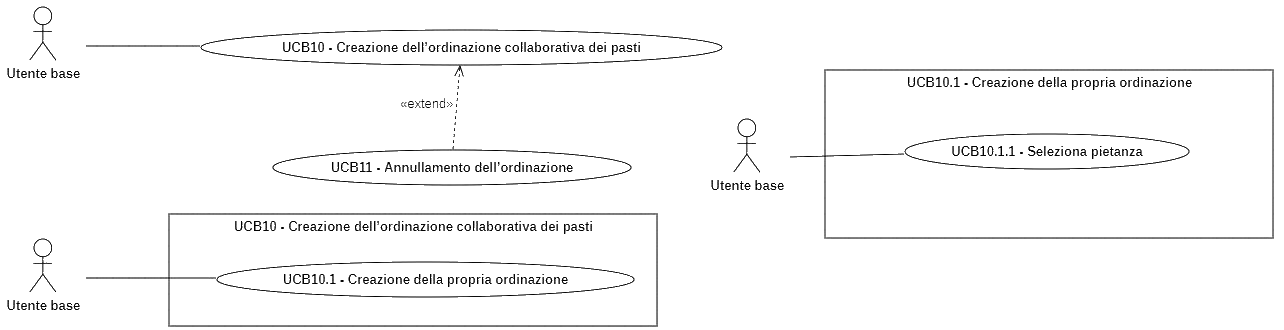 Utente base
UCB10 - Creazione dell'ordinazione collaborativa dei pasti
«extend»
UCB11 - Annullamento dell'ordinazione
Utente base
UCB10 - Creazione dell'ordinazione collaborativa dei pasti
UCB10.1 - Creazione della propria ordinazione
Utente base
UCB10.1 - Creazione della propria ordinazione
UCB10.1.1 - Seleziona pietanza